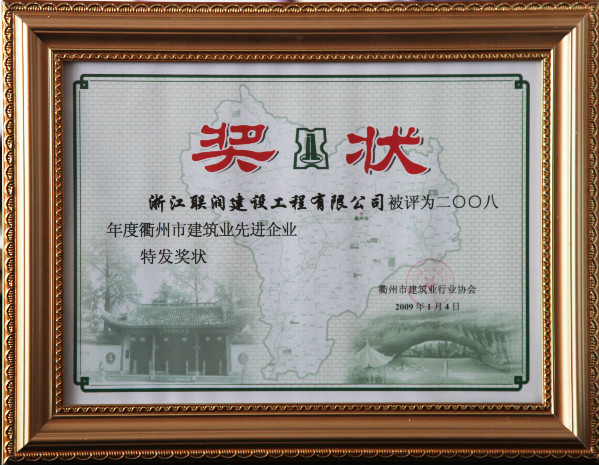 奖状
浙江联润建设工程有限公司被评为二〇〇八
年度衢州市建筑业先进企业
特发奖状
衢州市建筑业行业协会
2009年1月4日